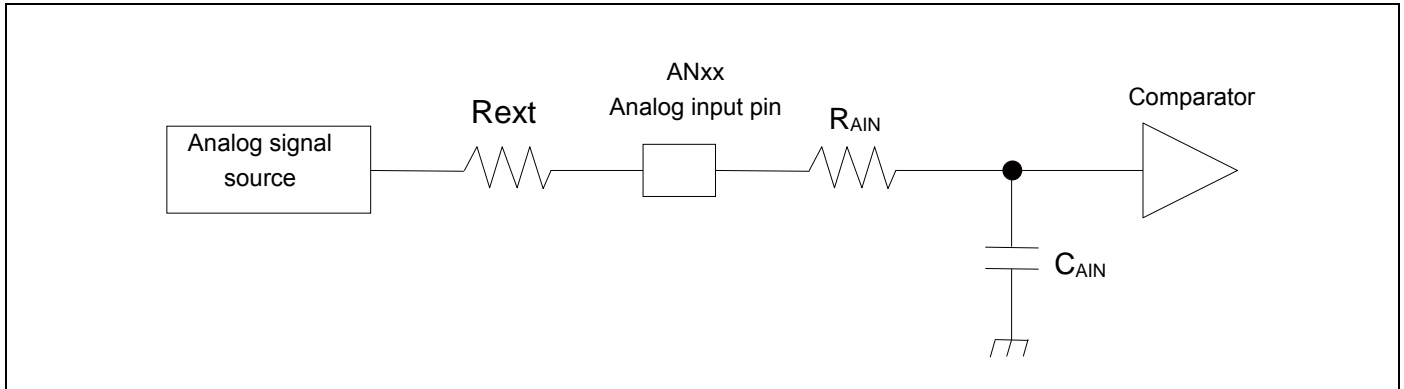 Analog signal
source
Rext
ANxx
Analog input pin
RAIN
CAIN
Comparator